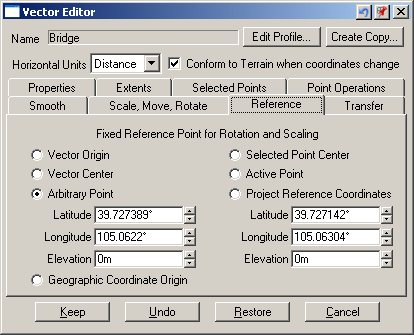 Vector Editor
Name Bridge Edit Profile... Create Copy...
Horizontal Units Distance Conform to Terrain when coordinates change
Properties Extents Selected Points Point Operations
Smooth Scale, Move, Rotate Reference Transfer
Fixed Reference Point for Rotation and Scaling
Vector Origin Selected Point Center
Vector Center Active Point
Arbitrary Point Project Reference Coordinates
Latitude 39.727389° Latitude 39.727142°
Longitude 105.0622° Longitude 105.06304°
Elevation 0m Elevation 0m
Geographic Coordinate Origin
Keep Undo Restore Cancel